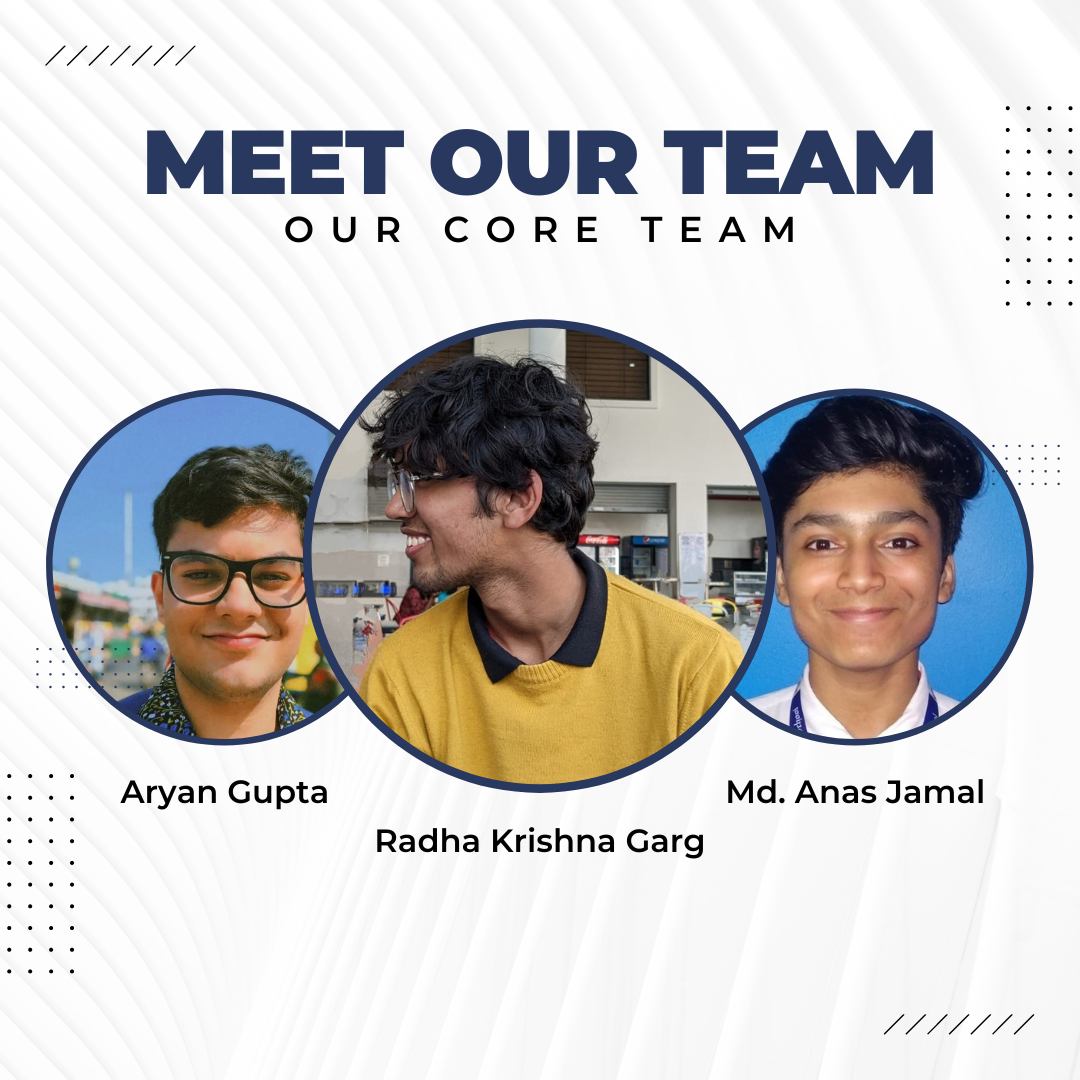 MEET OUR TEAM
OUR CORE TEAM
Aryan Gupta
Radha Krishna Garg
Md. Anas Jamal